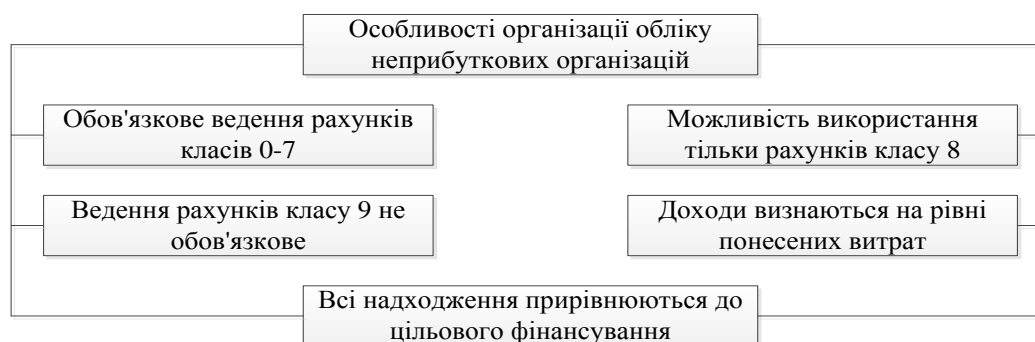 Особливості організації обліку
неприбуткових організацій
Обов'язкове ведення рахунків
класів 0-7
Можливість використання
тільки рахунків класу 8
Ведення рахунків класу 9 не
обов'язкове
Доходи визнаються на рівні
понесених витрат
Всі надходження прирівнюються до
цільового фінансування